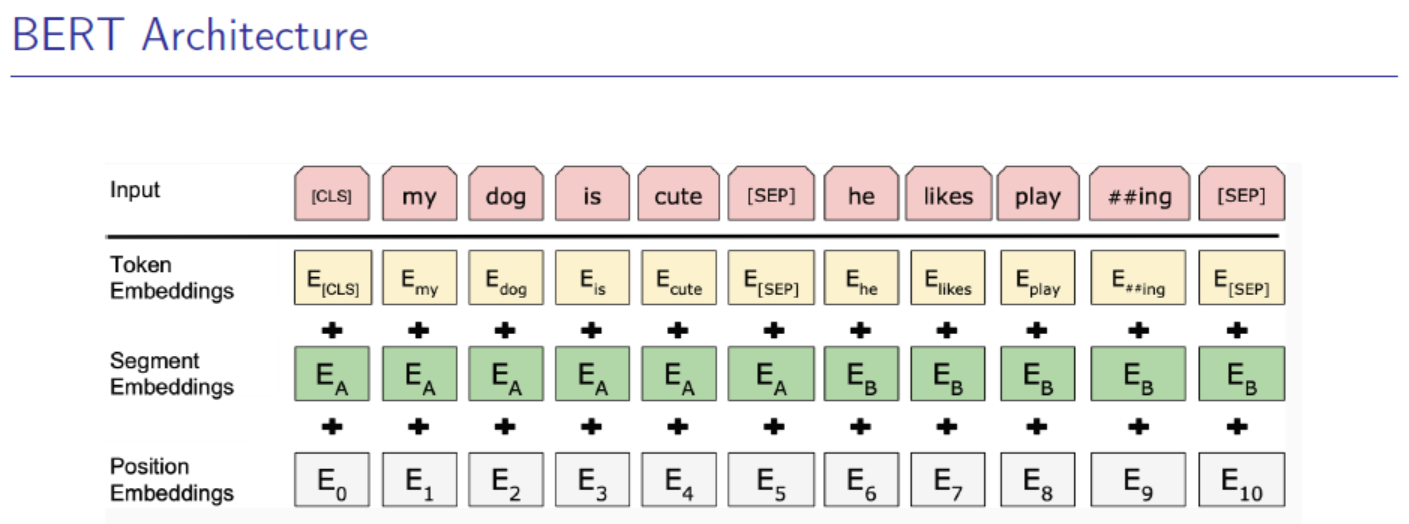 BERT Architecture
Input [CLS] my dog is cute [SEP] he likes play ##ing [SEP]
Token Embeddings E[CLS] Emy Edog Eis Ecute E[SEP] Ehe Elikes Eplay E##ing E[SEP]
+ + + + + + + + + + +
Segment Embeddings EA EA EA EA EA EA EB EB EB EB EB
+ + + + + + + + + + +
Position Embeddings E0 E1 E2 E3 E4 E5 E6 E7 E8 E9 E10